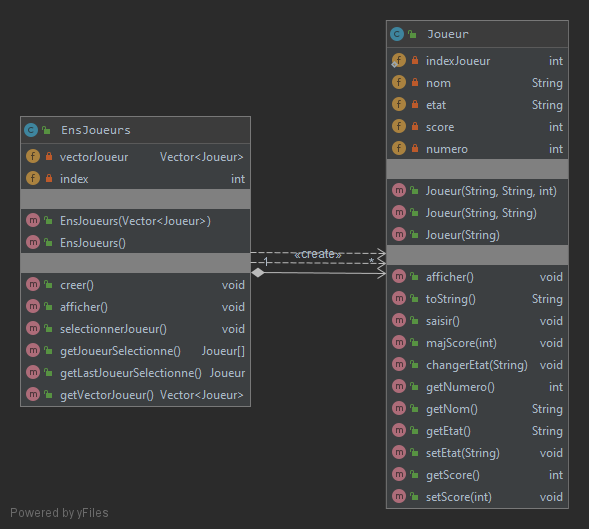 EnsJoueurs
vectorJoueur Vector<Joueur>
index int
EnsJoueurs(Vector<Joueur>)
EnsJoueurs()
creer() void
afficher() void
selectionnerJoueur() void
getJoueurSelectionne() Joueur[]
getLastJoueurSelectionne() Joueur
getVectorJoueur() Vector<Joueur>
«create»
1
*
Joueur
indexJoueur int
nom String
etat String
score int
numero int
Joueur(String, String, int)
Joueur(String, String)
Joueur(String)
afficher() void
toString() String
saisir() void
majScore(int) void
changerEtat(String) void
getNumero() int
getNom() String
getEtat() String
setEtat(String) void
getScore() int
setScore(int) void
Powered by yFiles